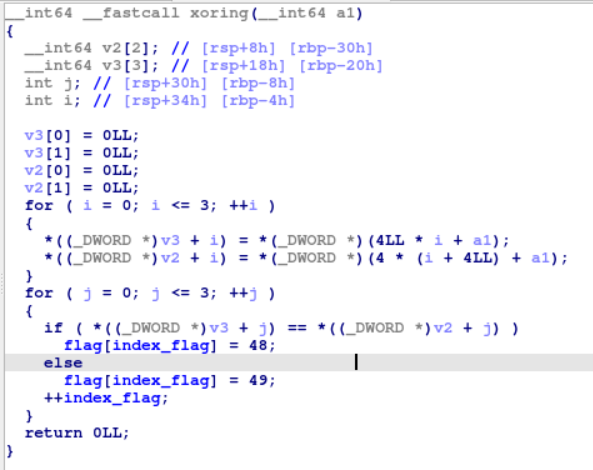 __int64 __fastcall xoring(__int64 a1)
{
  __int64 v2[2]; // [rsp+8h] [rbp-30h]
  __int64 v3[3]; // [rsp+18h] [rbp-20h]
  int j; // [rsp+30h] [rbp-8h]
  int i; // [rsp+34h] [rbp-4h]

  v3[0] = 0LL;
  v3[1] = 0LL;
  v2[0] = 0LL;
  v2[1] = 0LL;
  for ( i = 0; i <= 3; ++i )
  {
    *((_DWORD *)v3 + i) = *(_DWORD *)(4LL * i + a1);
    *((_DWORD *)v2 + i) = *(_DWORD *)(4 * (i + 4LL) + a1);
  }
  for ( j = 0; j <= 3; ++j )
  {
    if ( *((_DWORD *)v3 + j) == *((_DWORD *)v2 + j) )
      flag[index_flag] = 48;
    else
      flag[index_flag] = 49;
    ++index_flag;
  }
  return 0LL;
}